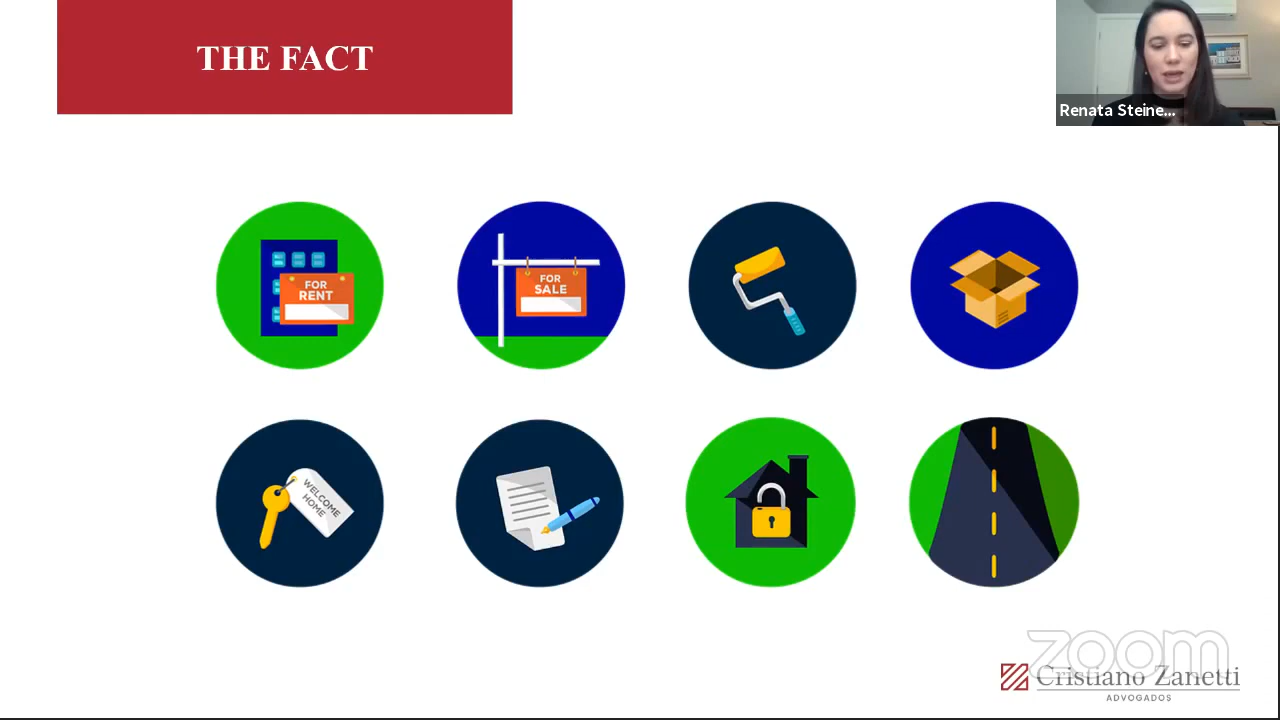 THE FACT
Renata Steine...
FOR
RENT
FOR
SALE
WELCOME
HOME
zoom
Cristiano Zanetti
ADVOGADOS